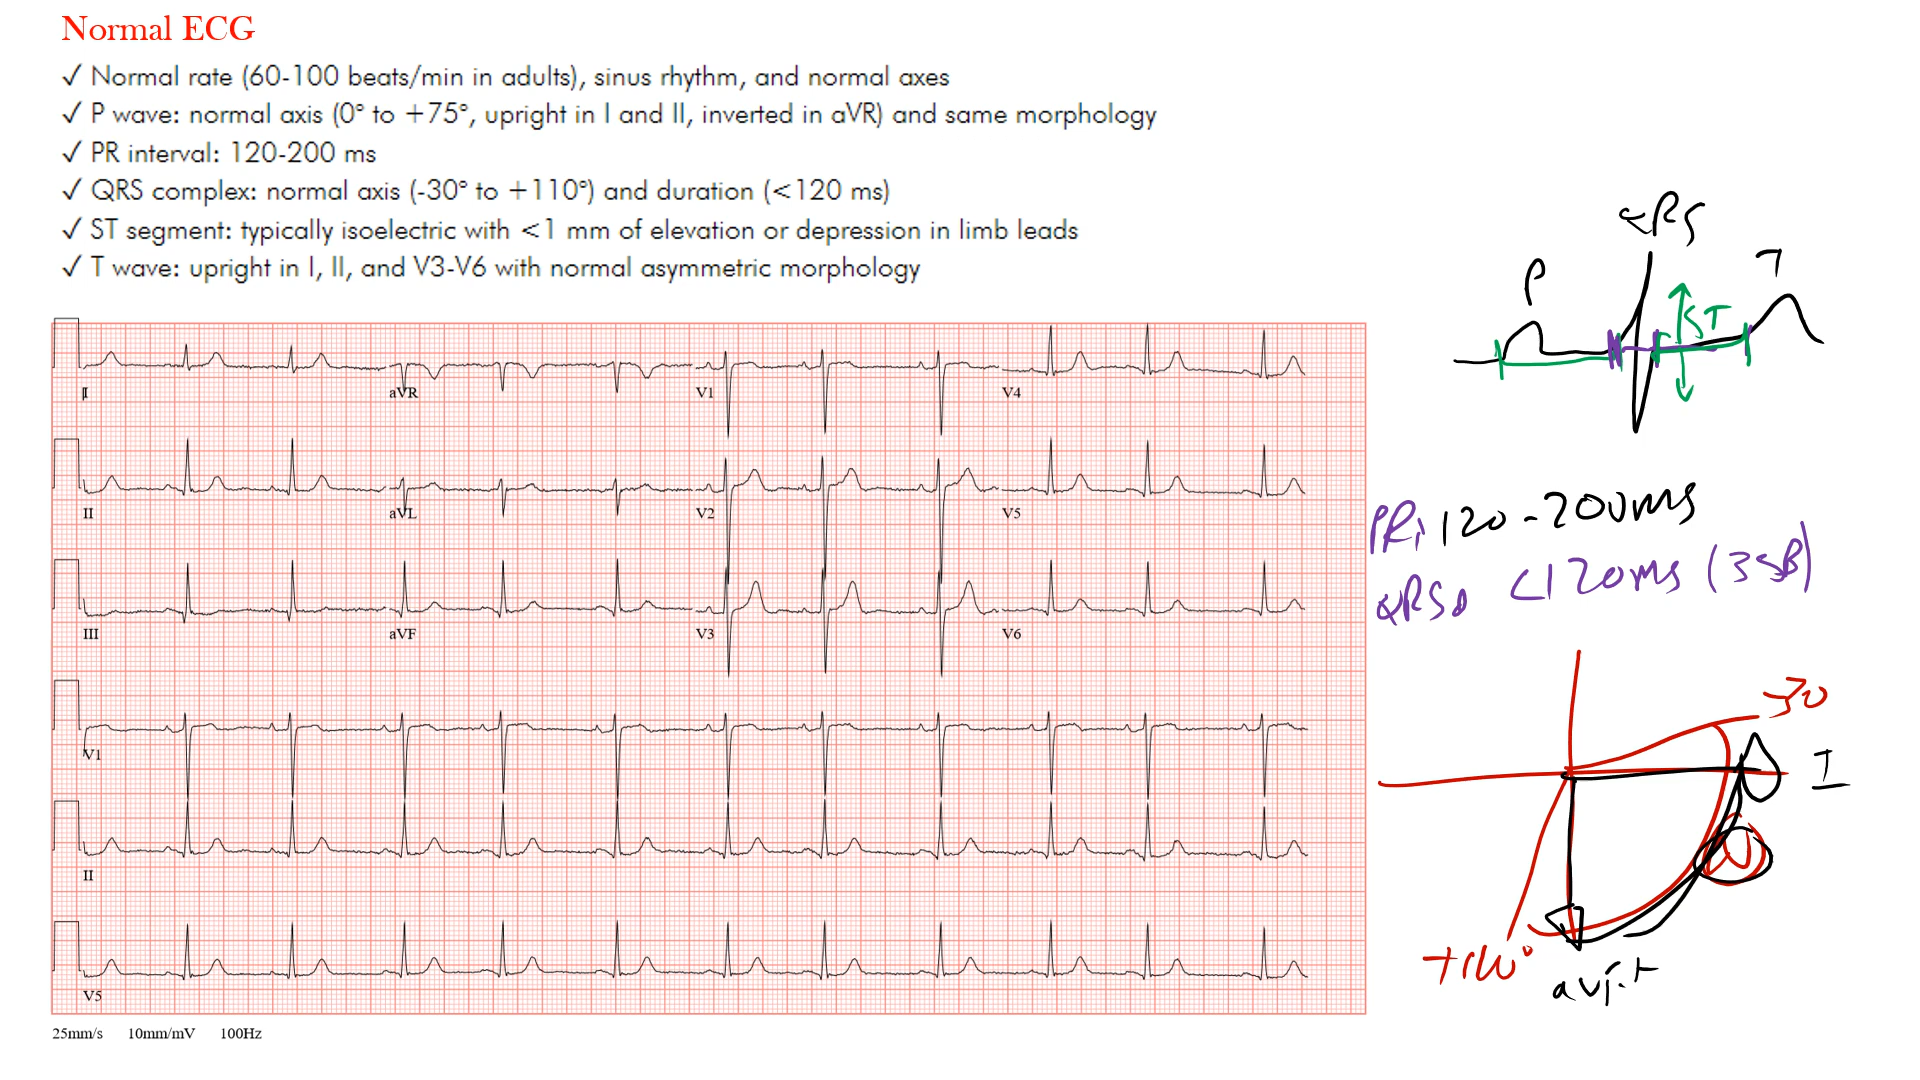 Normal ECG
✓ Normal rate (60-100 beats/min in adults), sinus rhythm, and normal axes
✓ P wave: normal axis (0° to +75°, upright in I and II, inverted in aVR) and same morphology
✓ PR interval: 120-200 ms
✓ QRS complex: normal axis (-30° to +110°) and duration (<120 ms)
✓ ST segment: typically isoelectric with <1 mm of elevation or depression in limb leads
✓ T wave: upright in I, II, and V3-V6 with normal asymmetric morphology
QRS
P
T
ST
I aVR V1 V4
II aVL V2 V5
III aVF V3 V6
V1
II
V5
25mm/s 10mm/mV 100Hz
PRi 120-200ms
<120ms (3SB)
-30
I